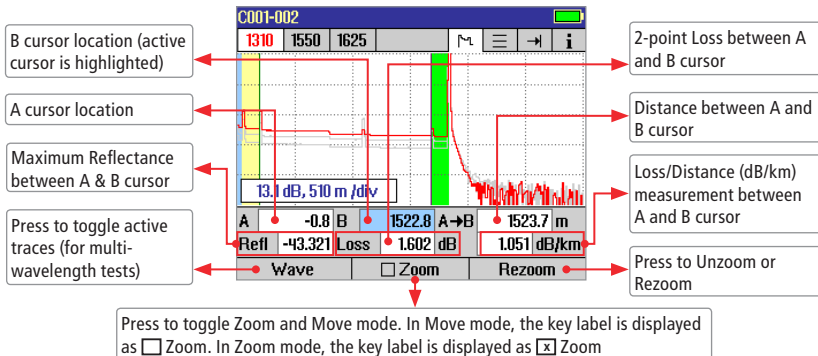 C001-002
1310 1550 1625 i
13.1 dB, 510 m /div
A -0.8 B 1522.8 A→B 1523.7 m
Refl -43.321 Loss 1.602 dB 1.051 dB/km
Wave ☐ Zoom Rezoom
B cursor location (active
cursor is highlighted)
A cursor location
Maximum Reflectance
between A & B cursor
Press to toggle active
traces (for multi-
wavelength tests)
2-point Loss between A
and B cursor
Distance between A and
B cursor
Loss/Distance (dB/km)
measurement between
A and B cursor
Press to Unzoom or
Rezoom
Press to toggle Zoom and Move mode. In Move mode, the key label is displayed
as ☐ Zoom. In Zoom mode, the key label is displayed as ☒ Zoom